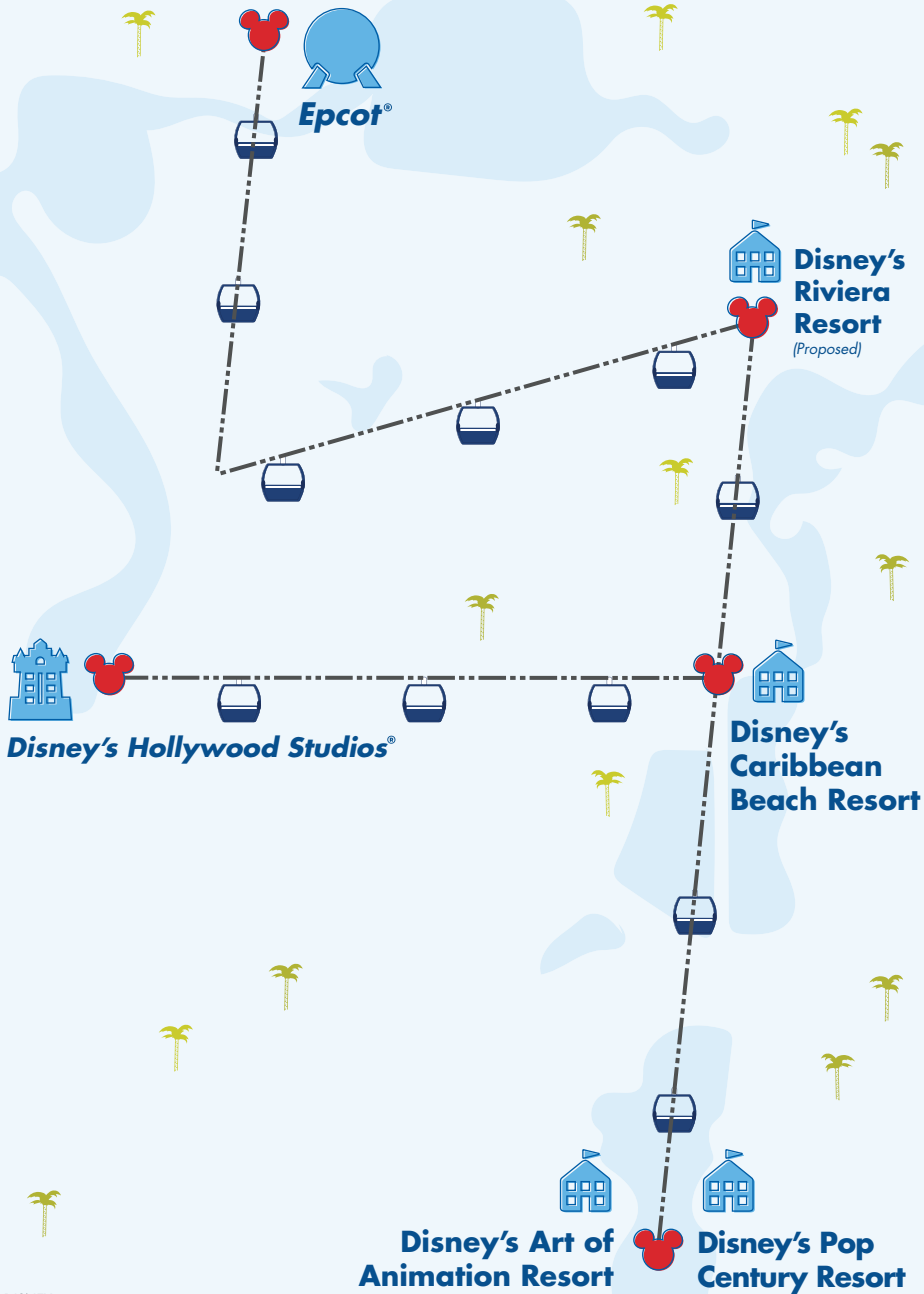 Epcot®
Disney's
Riviera
Resort
(Proposed)
Disney's Hollywood Studios®
Disney's
Caribbean
Beach Resort
Disney's Art of
Animation Resort
Disney's Pop
Century Resort